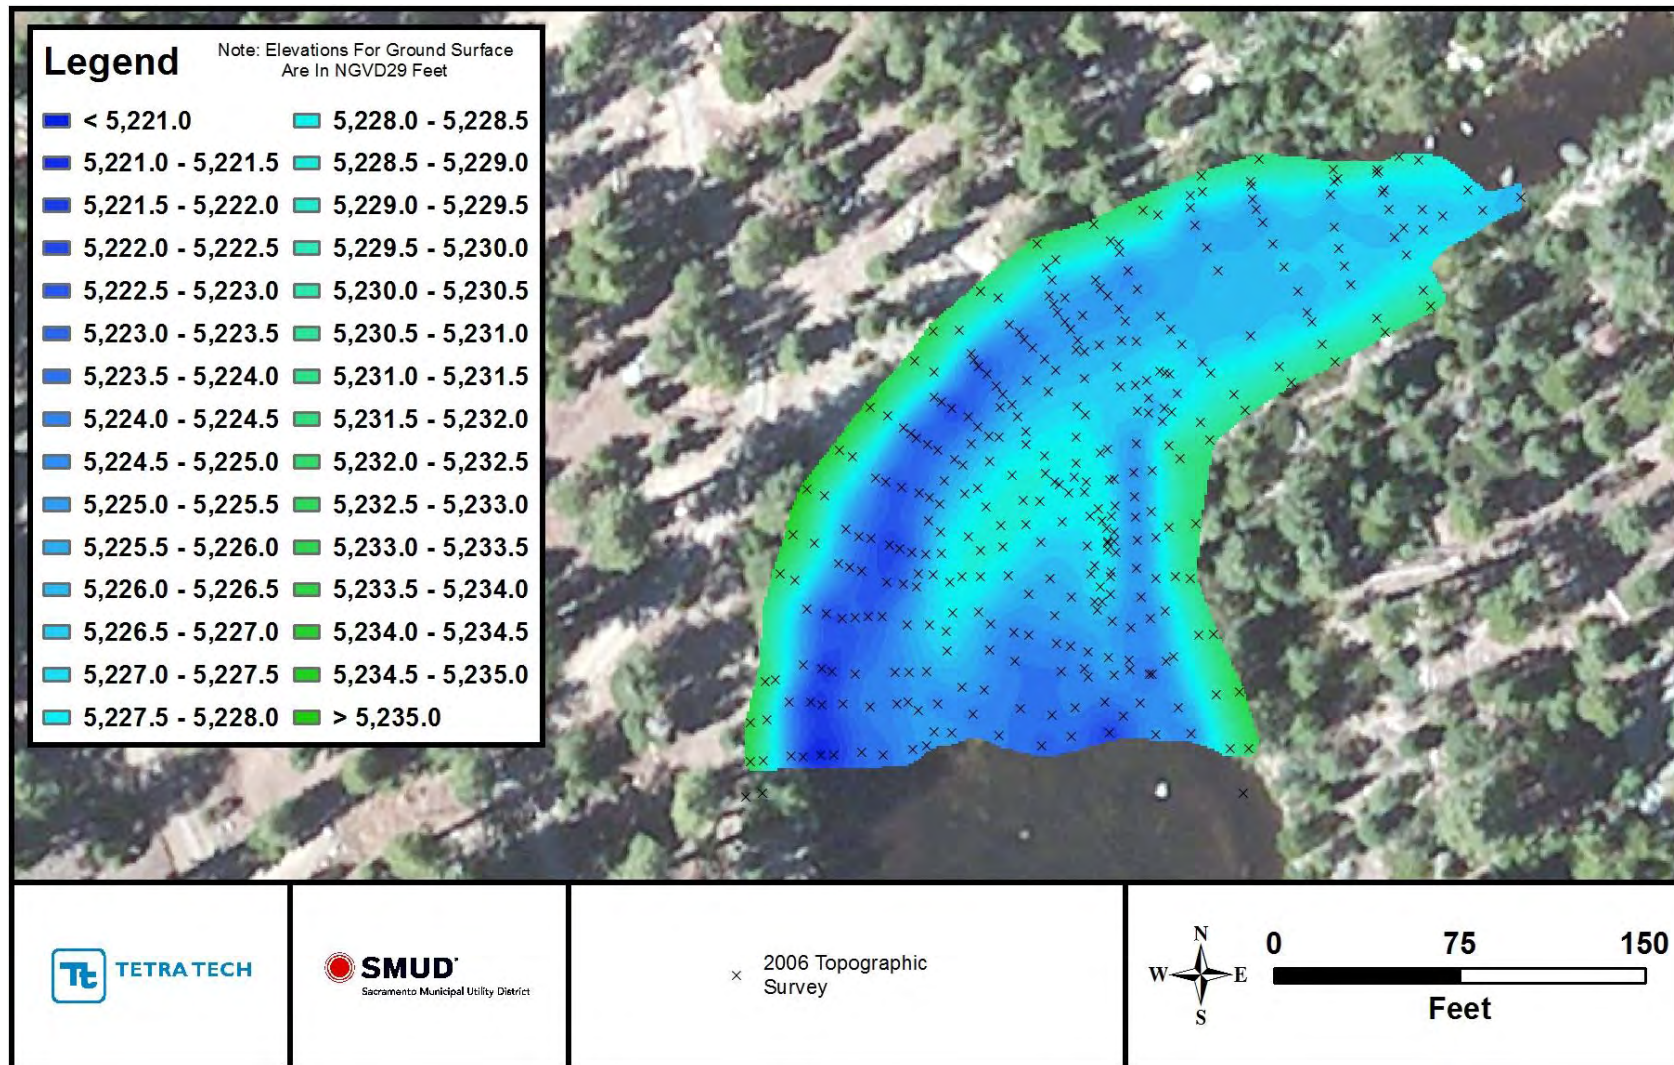 Legend
Note: Elevations For Ground Surface
Are In NGVD29 Feet
< 5,221.0
5,221.0 - 5,221.5
5,221.5 - 5,222.0
5,222.0 - 5,222.5
5,222.5 - 5,223.0
5,223.0 - 5,223.5
5,223.5 - 5,224.0
5,224.0 - 5,224.5
5,224.5 - 5,225.0
5,225.0 - 5,225.5
5,225.5 - 5,226.0
5,226.0 - 5,226.5
5,226.5 - 5,227.0
5,227.0 - 5,227.5
5,227.5 - 5,228.0
5,228.0 - 5,228.5
5,228.5 - 5,229.0
5,229.0 - 5,229.5
5,229.5 - 5,230.0
5,230.0 - 5,230.5
5,230.5 - 5,231.0
5,231.0 - 5,231.5
5,231.5 - 5,232.0
5,232.0 - 5,232.5
5,232.5 - 5,233.0
5,233.0 - 5,233.5
5,233.5 - 5,234.0
5,234.0 - 5,234.5
5,234.5 - 5,235.0
> 5,235.0
Tt TETRA TECH
SMUD
Sacramento Municipal Utility District
2006 Topographic
Survey
N
W E
S
0 75 150
Feet